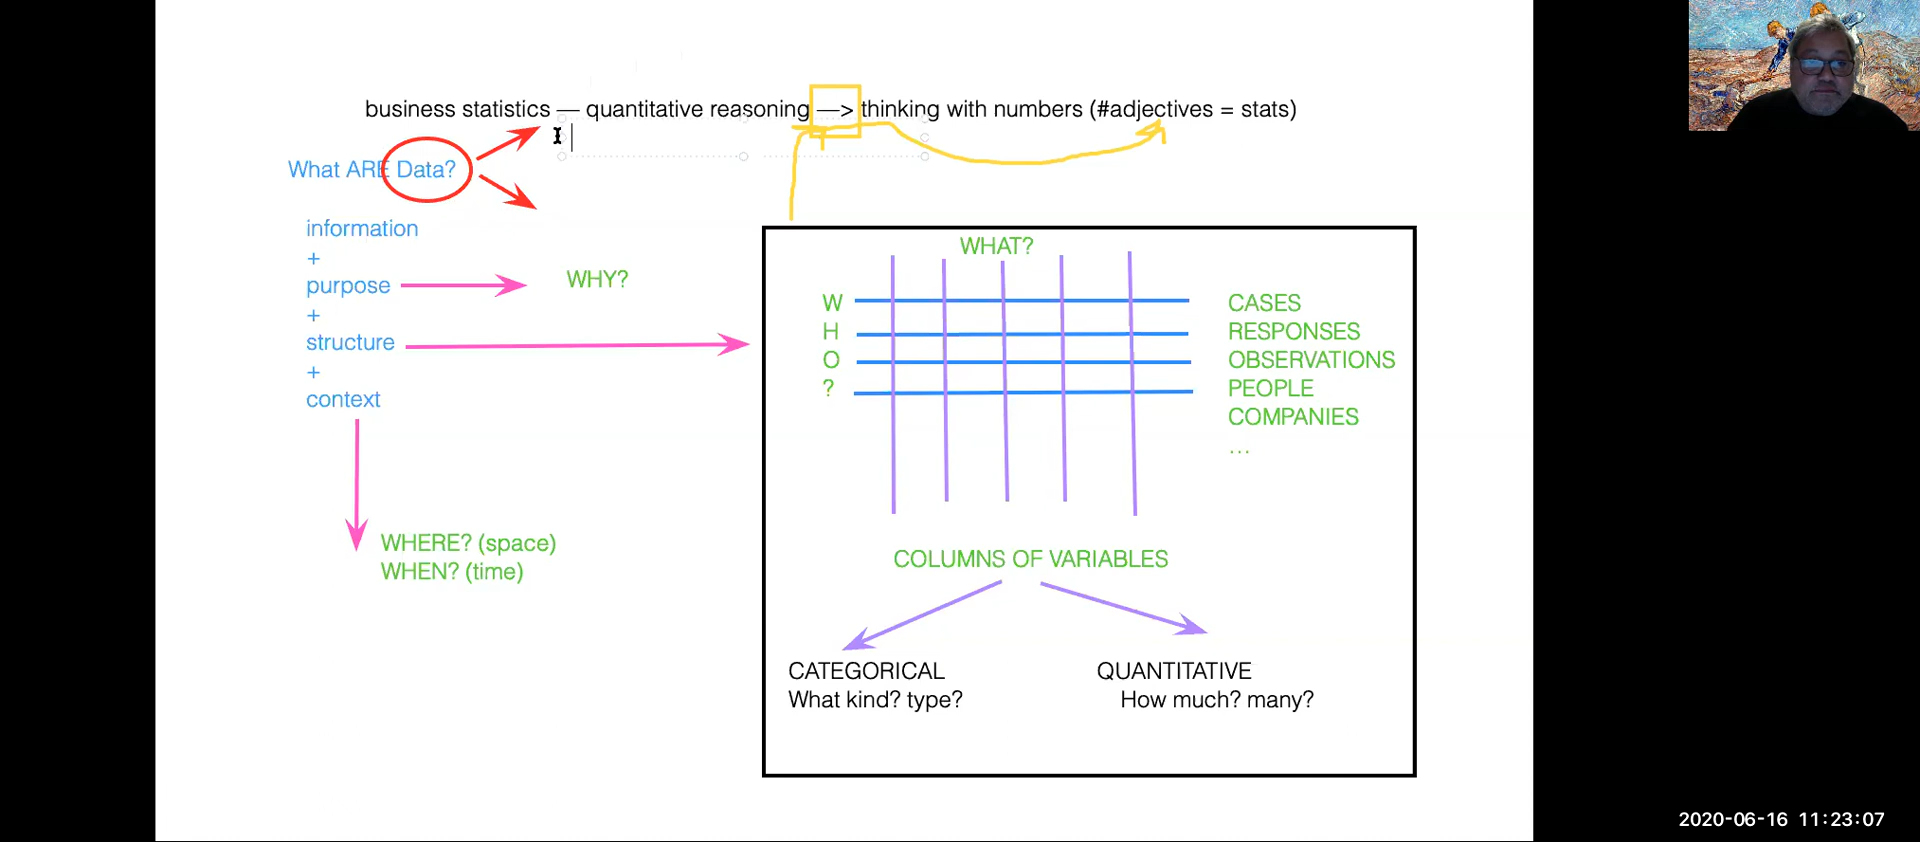 business statistics — quantitative reasoning —> thinking with numbers (#adjectives = stats)
What ARE Data?
information
+
purpose
WHY?
+
structure
+
context
WHERE? (space)
WHEN? (time)
WHAT?
W
H
O
?
CASES
RESPONSES
OBSERVATIONS
PEOPLE
COMPANIES
...
COLUMNS OF VARIABLES
CATEGORICAL
What kind? type?
QUANTITATIVE
How much? many?
2020-06-16 11:23:07